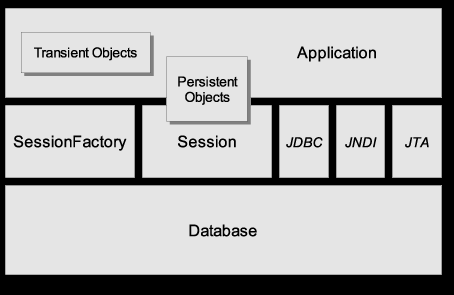 Transient Objects
Application
Persistent
Objects
SessionFactory
Session
JDBC
JNDI
JTA
Database